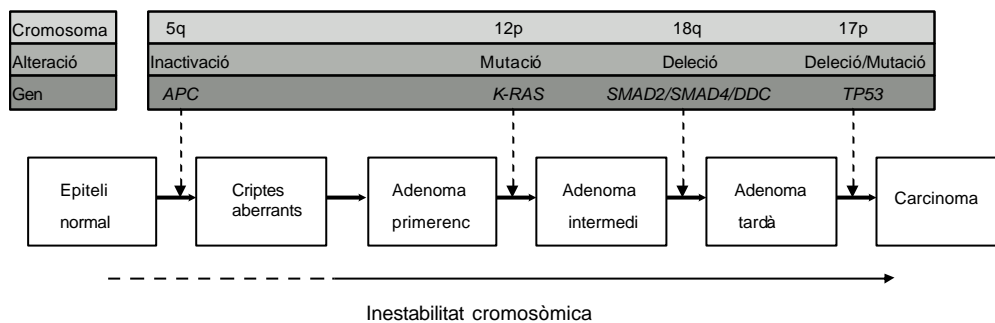 Cromosoma 5q 12p 18q 17p
Alteració Inactivació Mutació Deleció Deleció/Mutació
Gen APC K-RAS SMAD2/SMAD4/DDC TP53
Epiteli
normal
Criptes
aberrants
Adenoma
primerenc
Adenoma
intermedi
Adenoma
tardà
Carcinoma
Inestabilitat cromosòmica